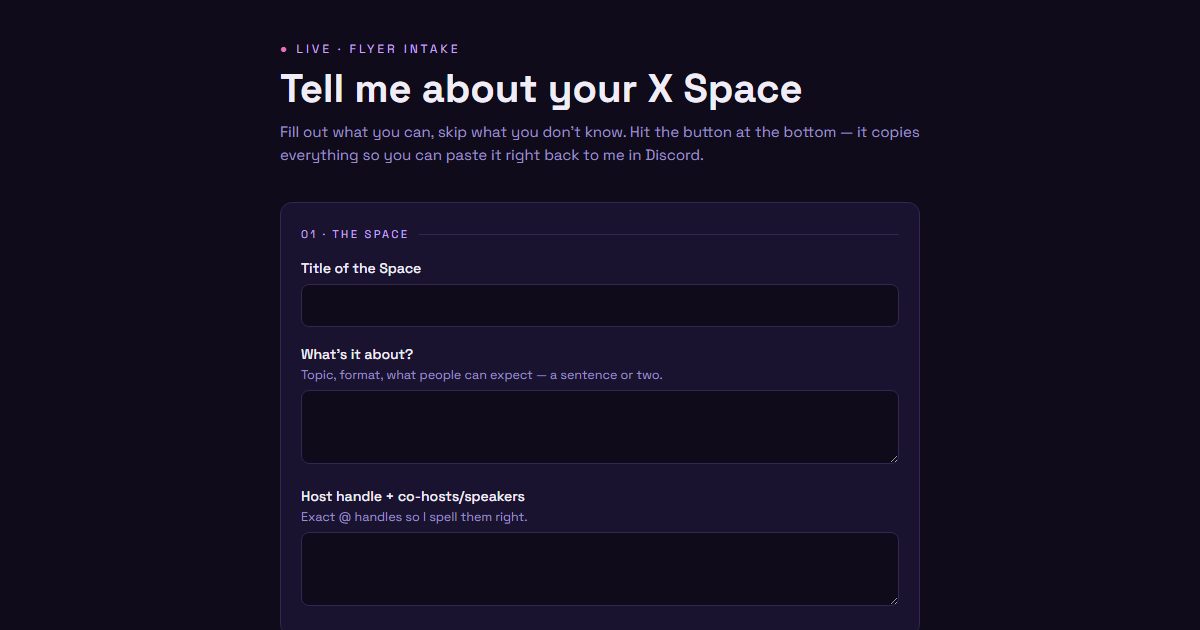 LIVE · FLYER INTAKE
Tell me about your X Space
Fill out what you can, skip what you don't know. Hit the button at the bottom — it copies
everything so you can paste it right back to me in Discord.
01 · THE SPACE
Title of the Space
What's it about?
Topic, format, what people can expect — a sentence or two.
Host handle + co-hosts/speakers
Exact @ handles so I spell them right.